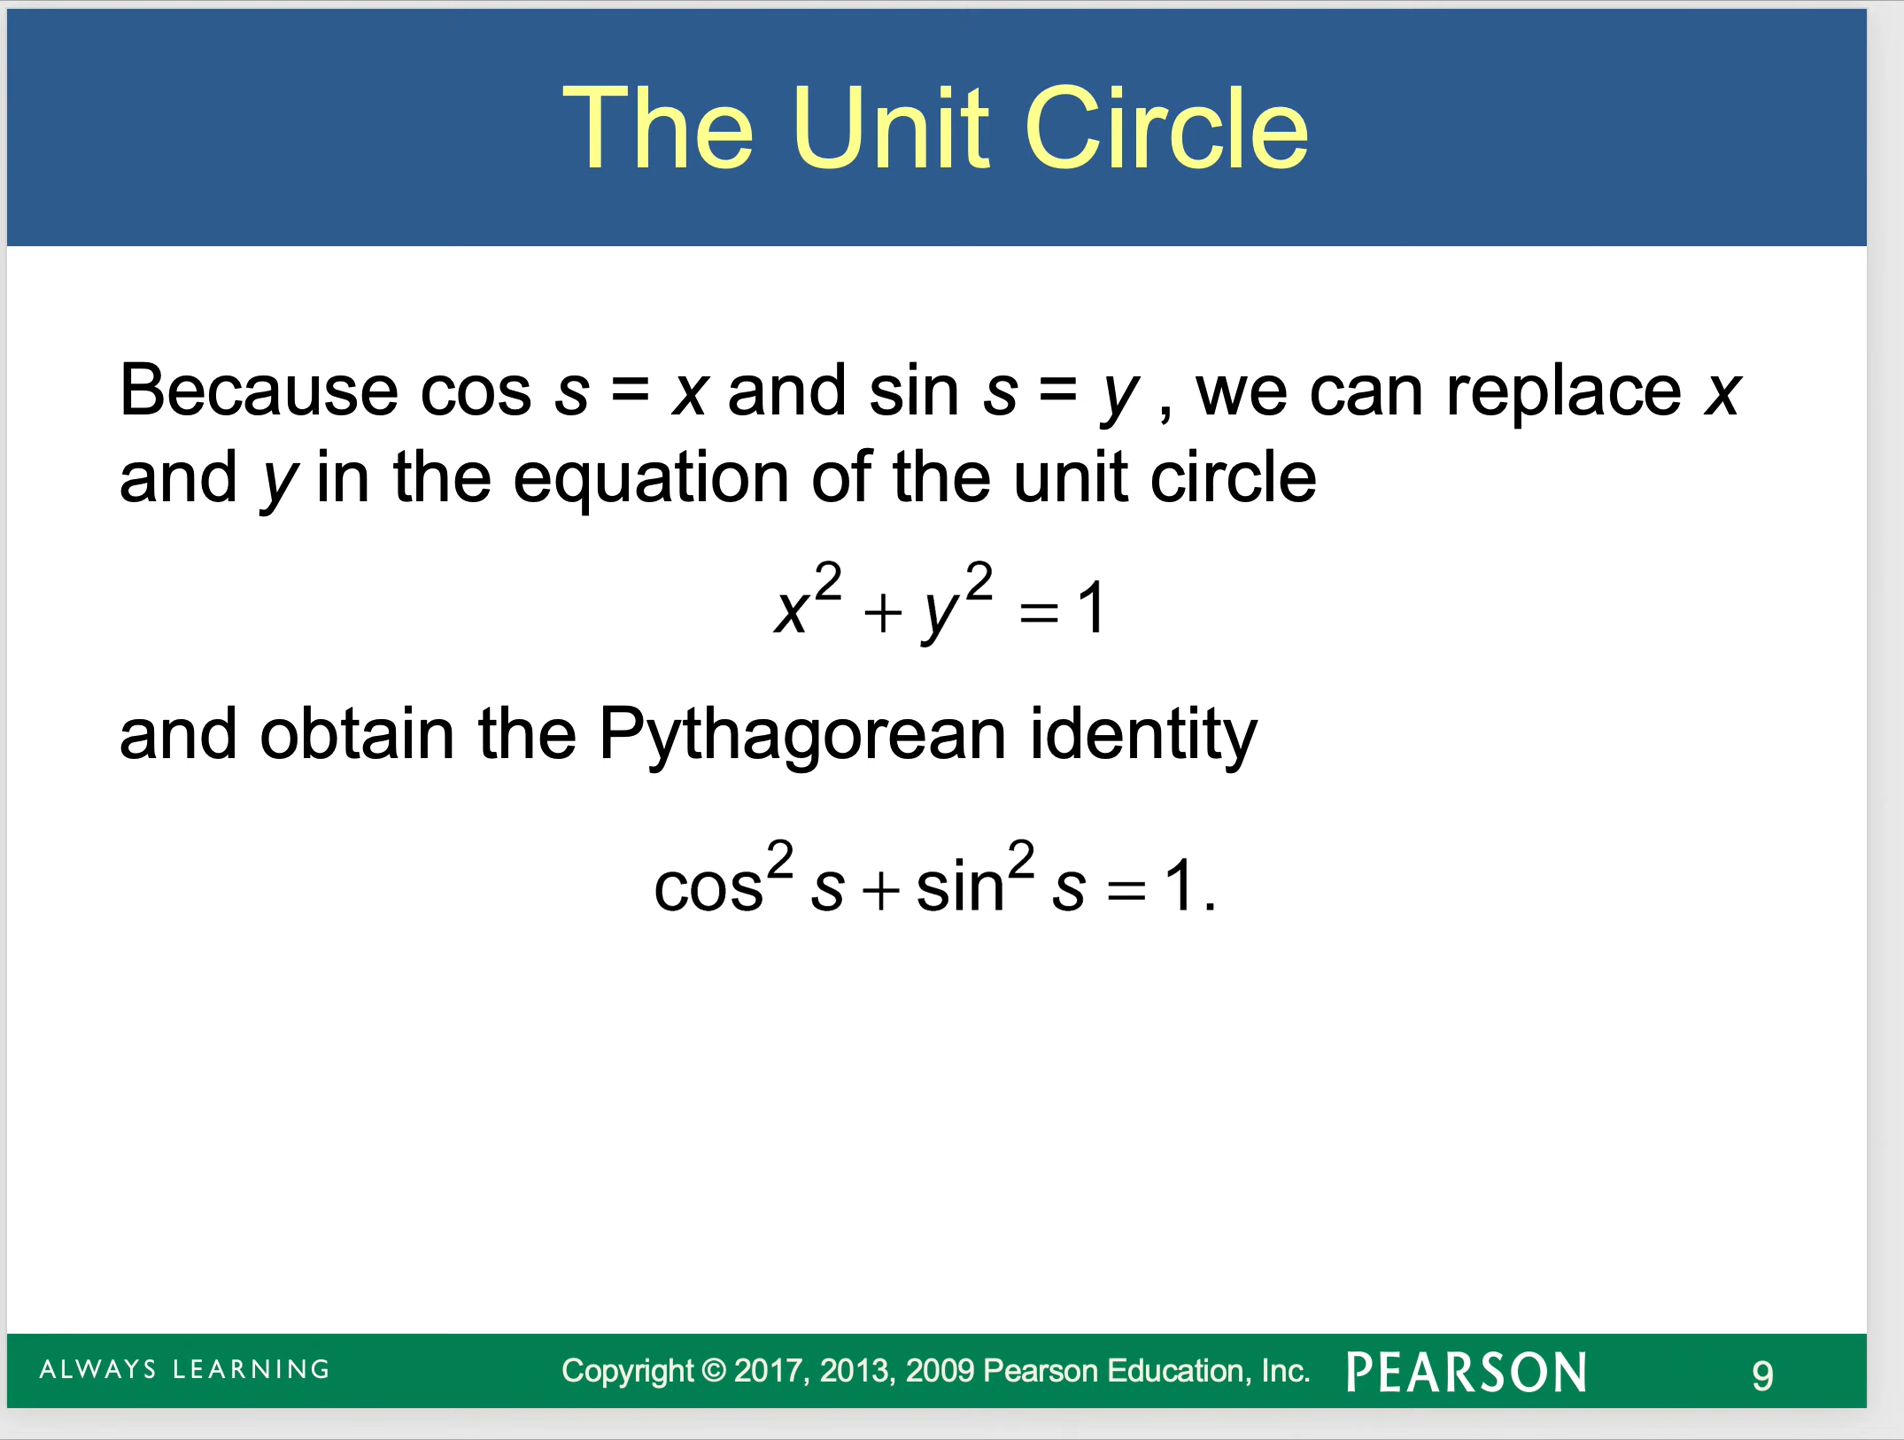 The Unit Circle
Because cos s = x and sin s = y , we can replace x
and y in the equation of the unit circle
x² + y² = 1
and obtain the Pythagorean identity
cos² s + sin² s = 1.
ALWAYS LEARNING Copyright © 2017, 2013, 2009 Pearson Education, Inc. PEARSON 9